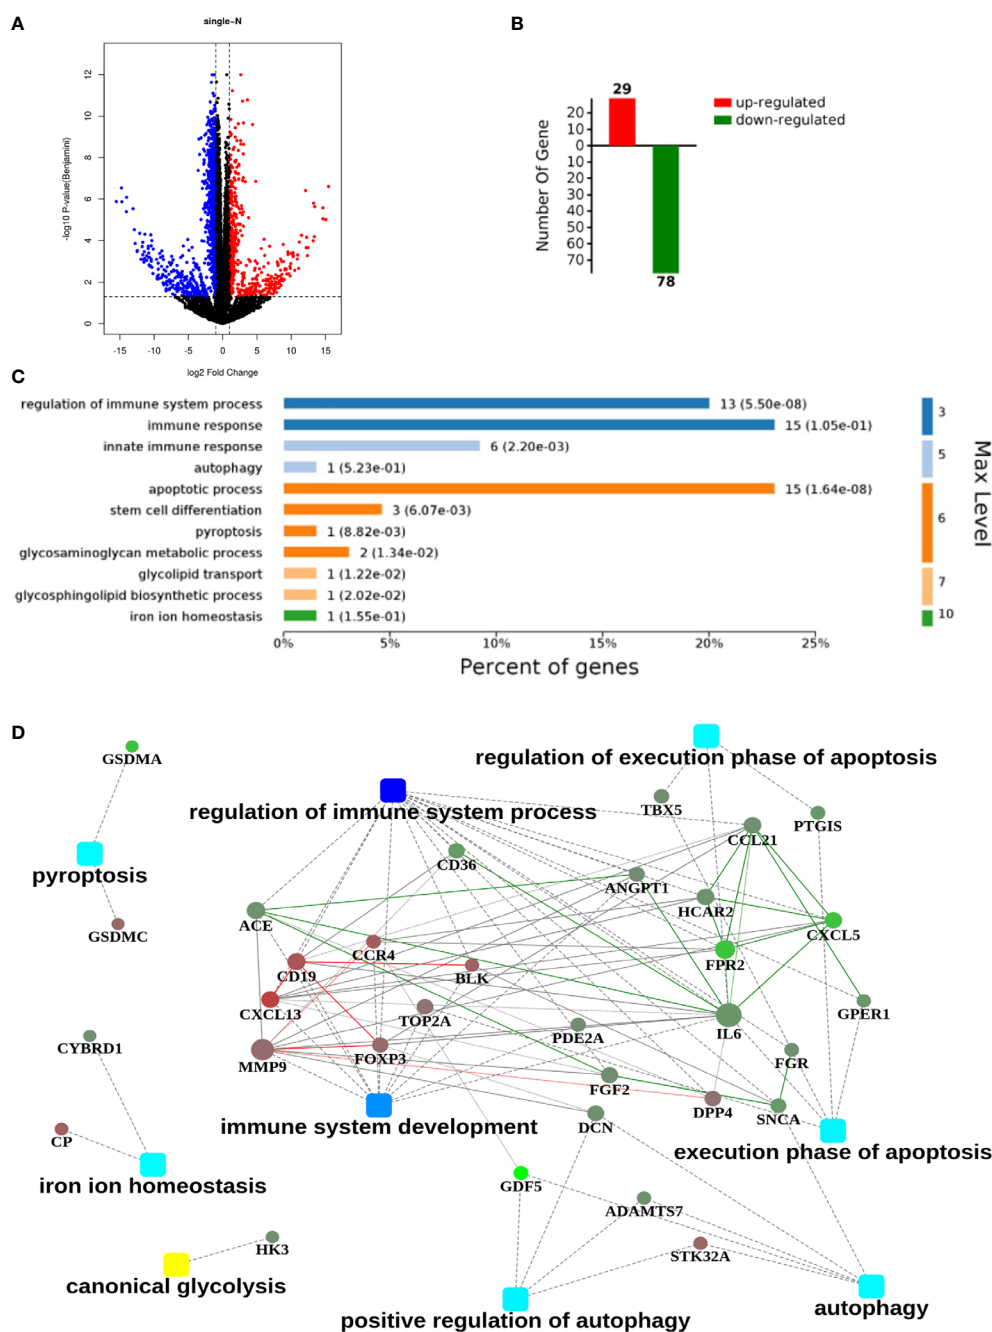 A
single~N
-log10 P-value(Benjamini)
12
10
8
6
4
2
0
-15 -10 -5 0 5 10 15
log2 Fold Change
B
Number Of Gene
20
10
0
10
20
30
40
50
60
70
29
78
up-regulated
down-regulated
C
regulation of immune system process 13 (5.50e-08)
immune response 15 (1.05e-01)
innate immune response 6 (2.20e-03)
autophagy 1 (5.23e-01)
apoptotic process 15 (1.64e-08)
stem cell differentiation 3 (6.07e-03)
pyroptosis 1 (8.82e-03)
glycosaminoglycan metabolic process 2 (1.34e-02)
glycolipid transport 1 (1.22e-02)
glycosphingolipid biosynthetic process 1 (2.02e-02)
iron ion homeostasis 1 (1.55e-01)
0% 5% 10% 15% 20% 25%
Percent of genes
3
5
6
7
10
Max Level
D
GSDMA
regulation of execution phase of apoptosis
regulation of immune system process
TBX5
PTGIS
CCL21
CD36
pyroptosis
ANGPT1
HCAR2
GSDMC
ACE
CXCL5
CCR4
FPR2
CD19
BLK
CXCL13
TOP2A
GPER1
IL6
PDE2A
CYBRD1
FOXP3
MMP9
FGR
FGF2
DPP4
SNCA
immune system development
DCN
CP
execution phase of apoptosis
iron ion homeostasis
GDF5
ADAMTS7
HK3
STK32A
canonical glycolysis
autophagy
positive regulation of autophagy